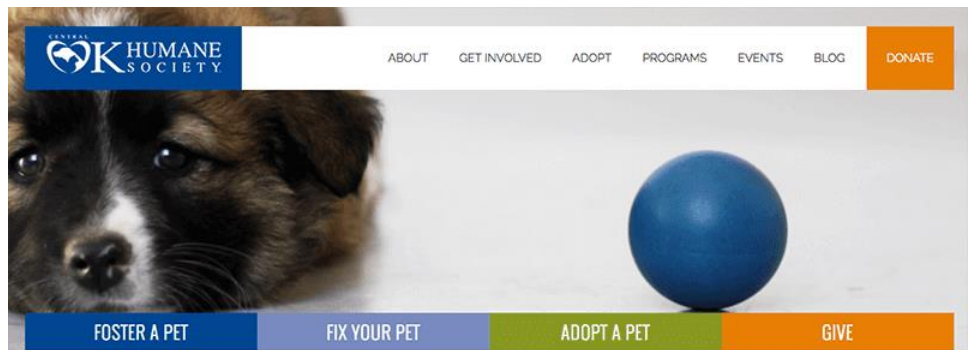 CENTRAL
OK HUMANE
SOCIETY
ABOUT GET INVOLVED ADOPT PROGRAMS EVENTS BLOG DONATE
FOSTER A PET FIX YOUR PET ADOPT A PET GIVE